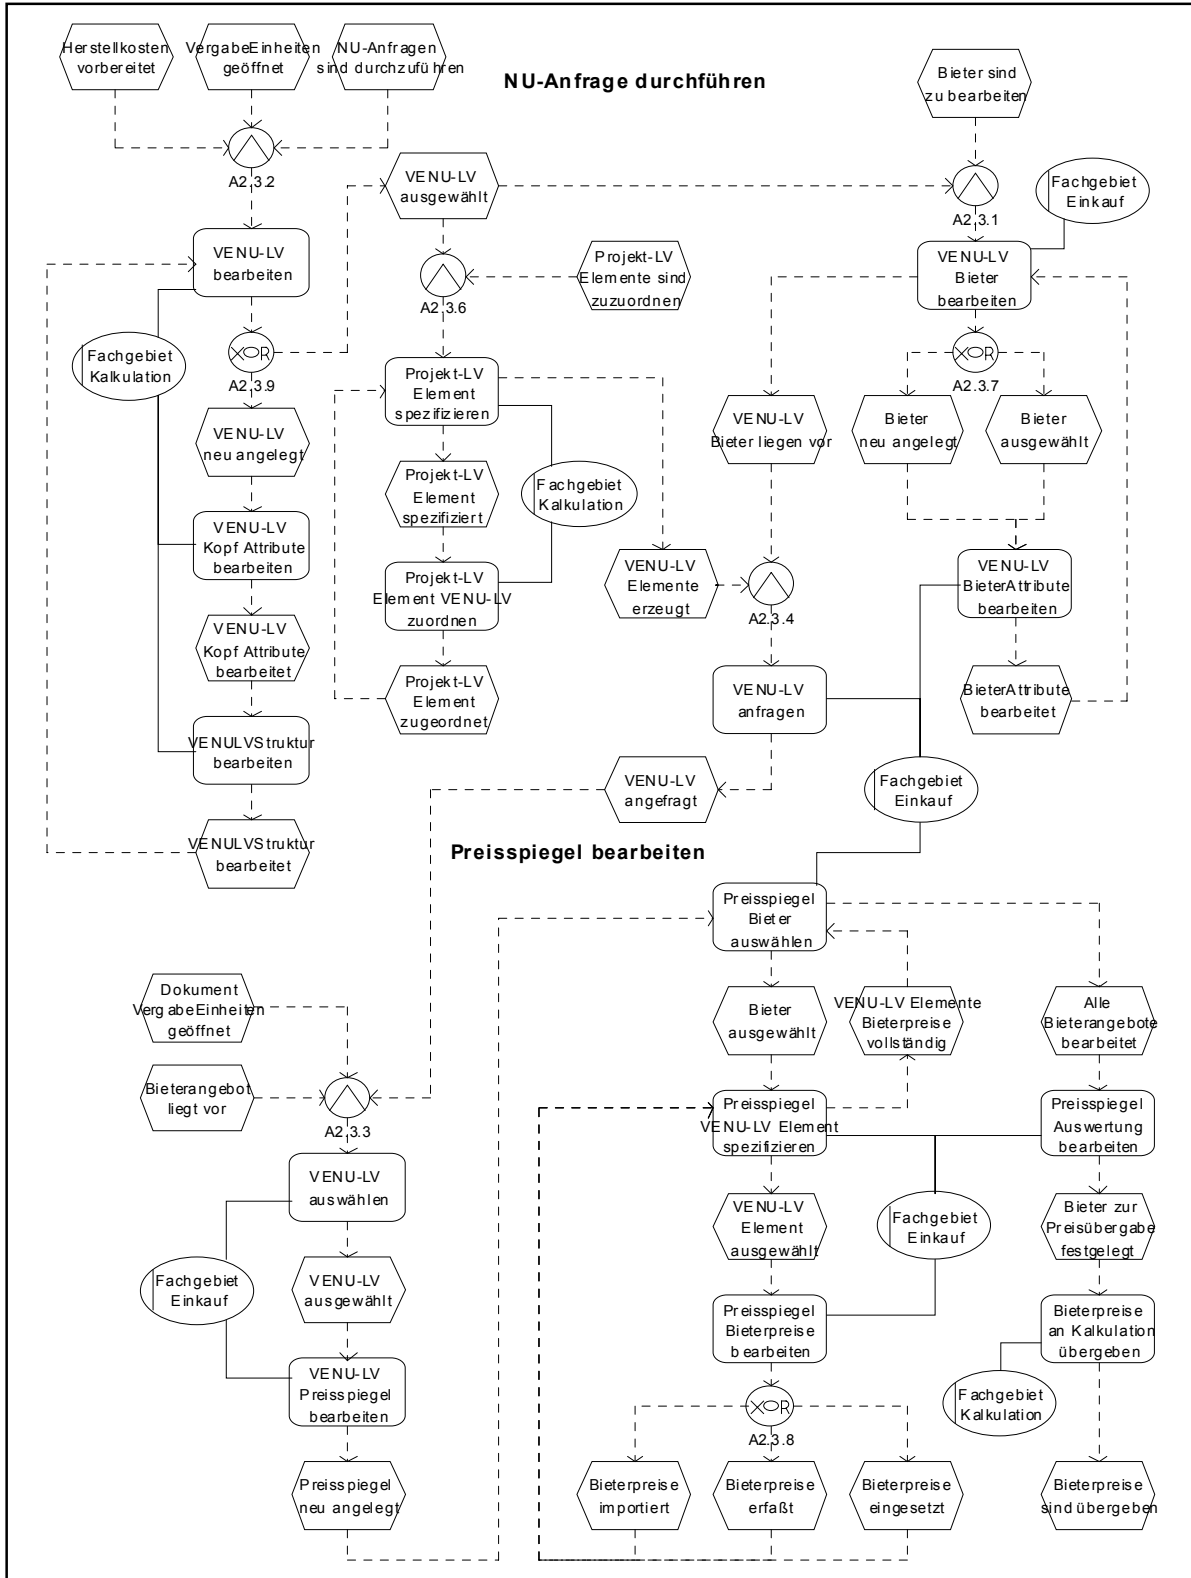 Herstellkosten
vorbereitet
VergabeEinheiten
geöffnet
NU-Anfragen
sind durchzuführen
NU-Anfrage durchführen
Bieter sind
zu bearbeiten
A2.3.2
VENU-LV
ausgewählt
A2.3.1
Fachgebiet
Einkauf
VENU-LV
bearbeiten
A2.3.6
Projekt-LV
Elemente sind
zuzuordnen
VENU-LV
Bieter
bearbeiten
Fachgebiet
Kalkulation
XOR
A2.3.9
Projekt-LV
Element
spezifizieren
XOR
A2.3.7
VENU-LV
neu angelegt
VENU-LV
Bieter liegen vor
Bieter
neu angelegt
Bieter
ausgewählt
Projekt-LV
Element
spezifiziert
Fachgebiet
Kalkulation
VENU-LV
Kopf Attribute
bearbeiten
Projekt-LV
Element VENU-LV
zuordnen
VENU-LV
Elemente
erzeugt
A2.3.4
VENU-LV
BieterAttribute
bearbeiten
VENU-LV
Kopf Attribute
bearbeitet
Projekt-LV
Element
zugeordnet
VENU-LV
anfragen
BieterAttribute
bearbeitet
VENULVStruktur
bearbeiten
VENU-LV
angefragt
Fachgebiet
Einkauf
VENULVStruktur
bearbeitet
Preisspiegel bearbeiten
Preisspiegel
Bieter
auswählen
Dokument
VergabeEinheiten
geöffnet
Bieter
ausgewählt
VENU-LV Elemente
Bieterpreise
vollständig
Alle
Bieterangebote
bearbeitet
Bieterangebot
liegt vor
A2.3.3
Preisspiegel
VENU-LV Element
spezifizieren
Preisspiegel
Auswertung
bearbeiten
VENU-LV
auswählen
VENU-LV
Element
ausgewählt
Fachgebiet
Einkauf
Bieter zur
Preisübergabe
festgelegt
Fachgebiet
Einkauf
VENU-LV
ausgewählt
Preisspiegel
Bieterpreise
bearbeiten
Bieterpreise
an Kalkulation
übergeben
VENU-LV
Preisspiegel
bearbeiten
Fachgebiet
Kalkulation
XOR
A2.3.8
Preisspiegel
neu angelegt
Bieterpreise
importiert
Bieterpreise
erfaßt
Bieterpreise
eingesetzt
Bieterpreise
sind übergeben